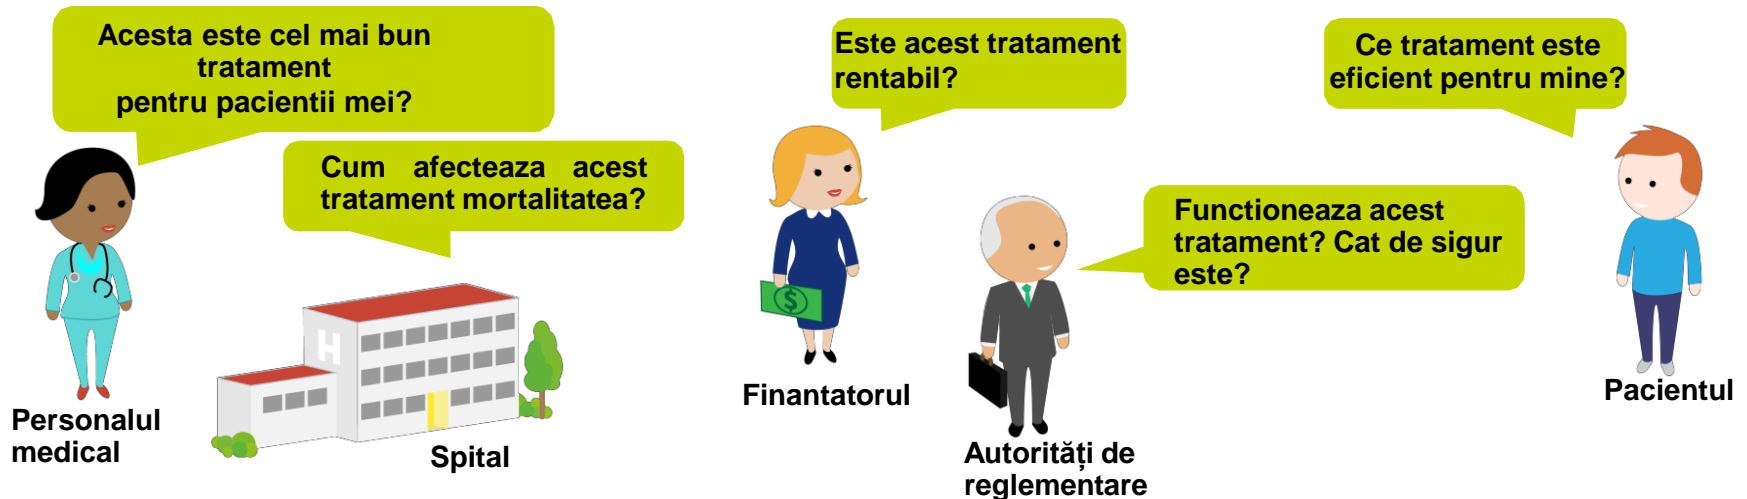 Acesta este cel mai bun
tratament
pentru pacientii mei?
Cum afecteaza acest
tratament mortalitatea?
Este acest tratament
rentabil?
Functioneaza acest
tratament? Cat de sigur
este?
Ce tratament este
eficient pentru mine?
H
$
Personalul
medical
Spital
Finantatorul
Autorități de
reglementare
Pacientul